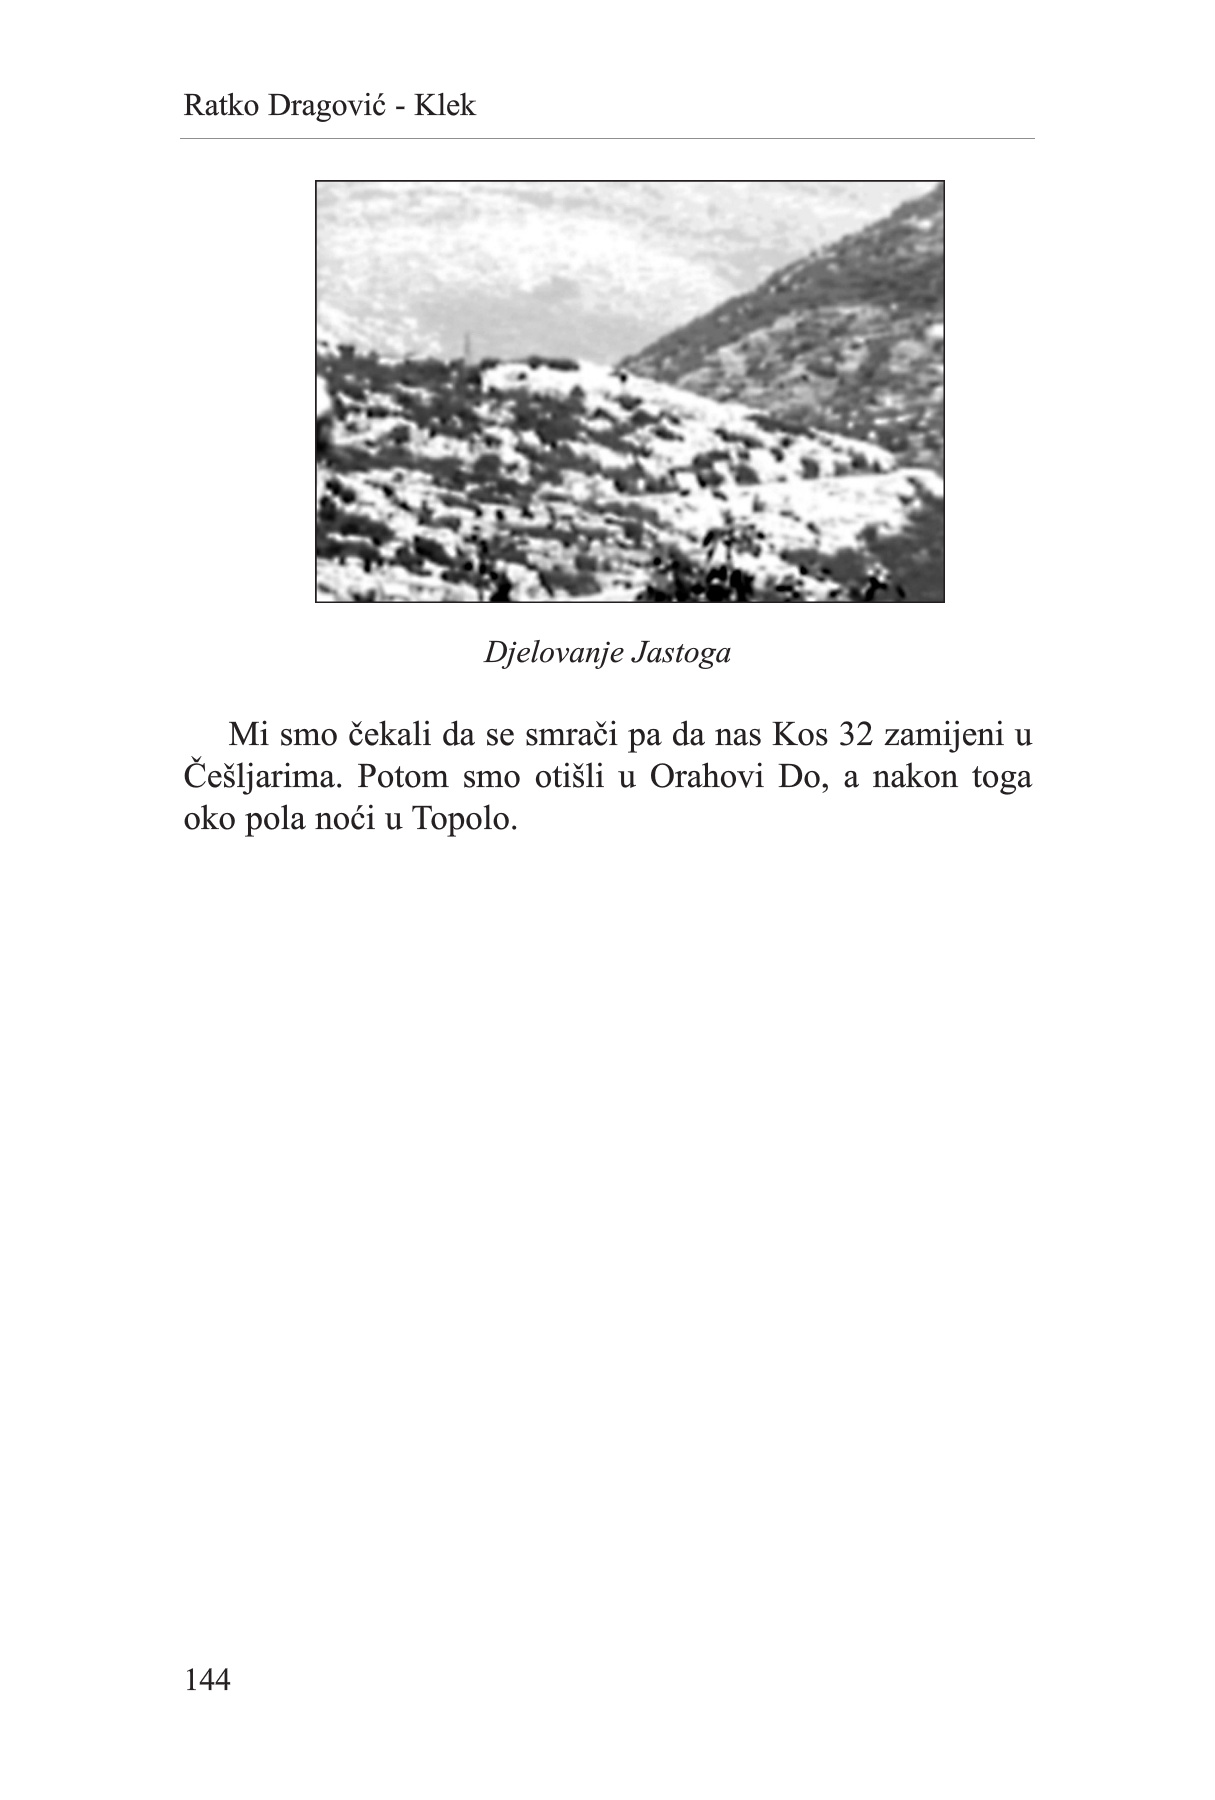 Ratko Dragović - Klek
Djelovanje Jastoga
Mi smo čekali da se smrači pa da nas Kos 32 zamijeni u
Češljarima. Potom smo otišli u Orahovi Do, a nakon toga
oko pola noći u Topolo.
144